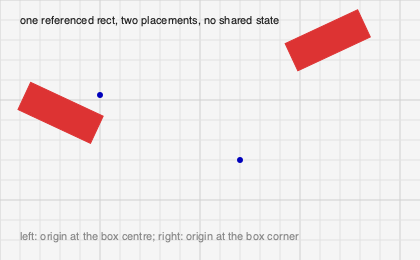 one referenced rect, two placements, no shared state
left: origin at the box centre; right: origin at the box corner